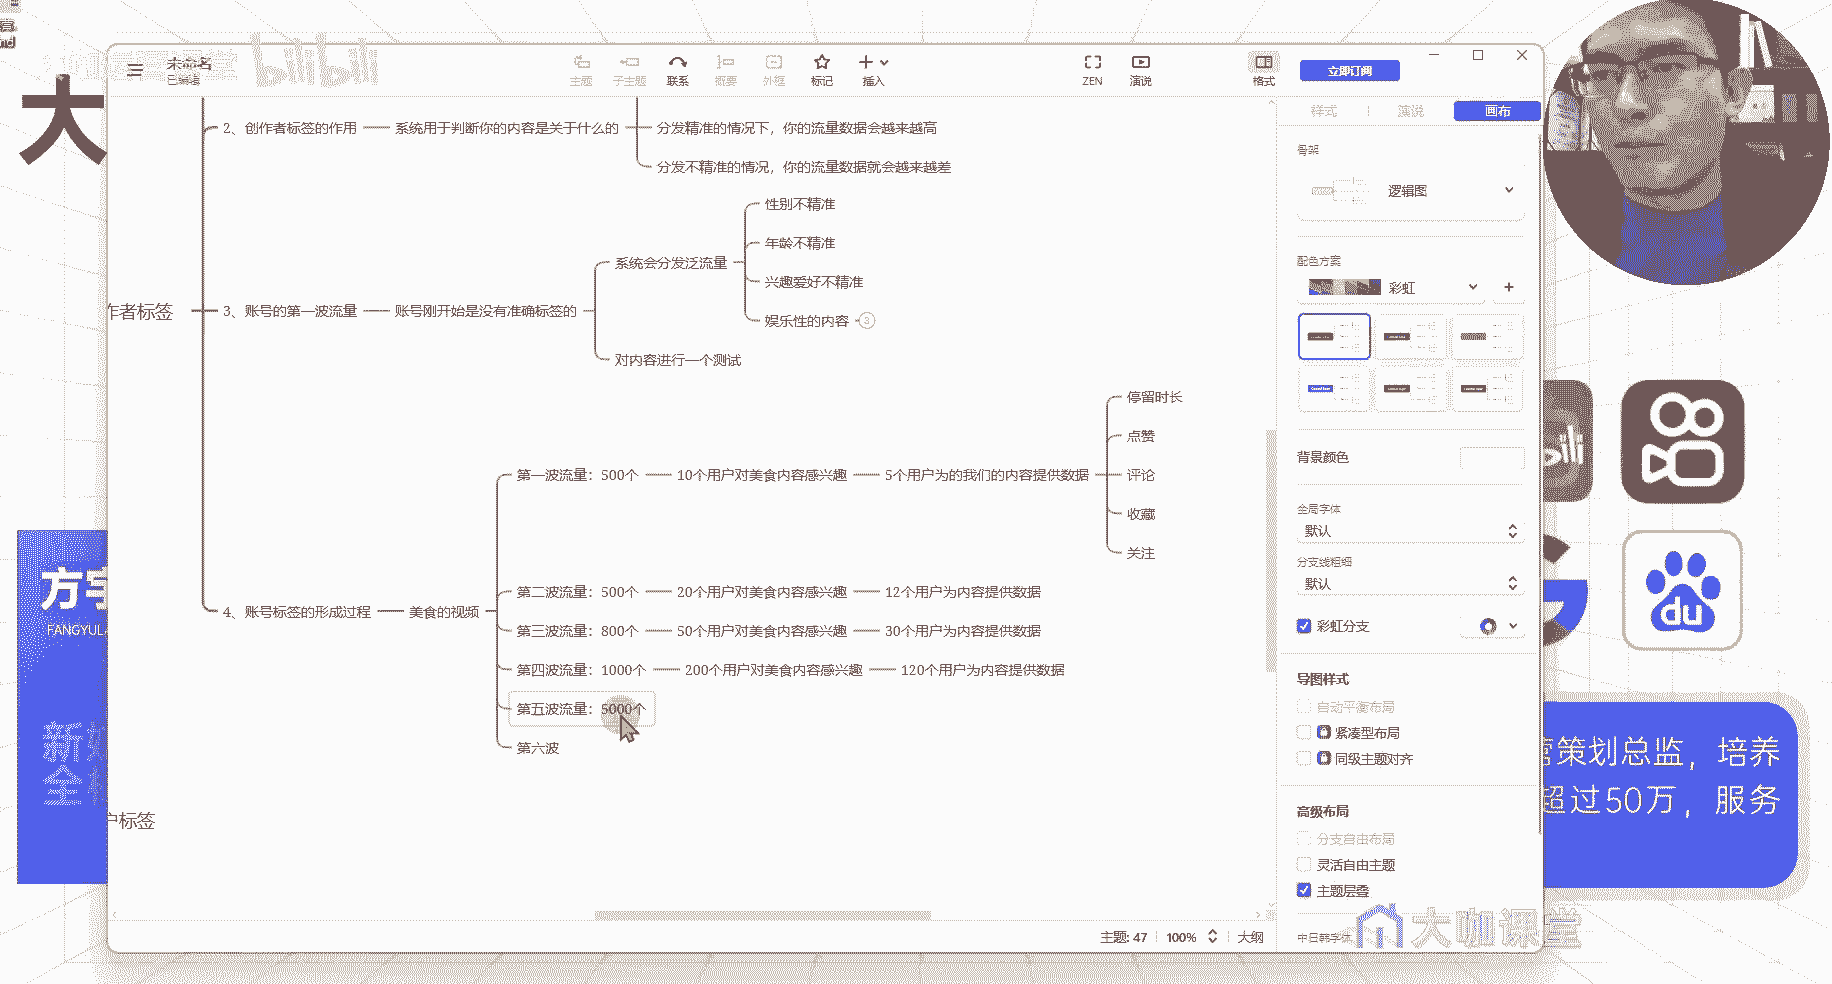 大
未命名
已编辑
bilibili
主题
子主题
联系
概要
外框
标记
插入
ZEN
演说
格式
立即订阅
样式
演说
画布
2、创作者标签的作用
系统用于判断你的内容是关于什么的
分发精准的情况下，你的流量数据会越来越高
分发不精准的情况，你的流量数据就会越来越差
作者标签
3、账号的第一波流量
账号刚开始是没有准确标签的
系统会分发泛流量
性别不精准
年龄不精准
兴趣爱好不精准
娱乐性的内容
3
对内容进行一个测试
4、账号标签的形成过程
美食的视频
第一波流量：500个
10个用户对美食内容感兴趣
5个用户为的我们的内容提供数据
停留时长
点赞
评论
收藏
关注
第二波流量：500个
20个用户对美食内容感兴趣
12个用户为内容提供数据
第三波流量：800个
50个用户对美食内容感兴趣
30个用户为内容提供数据
第四波流量：1000个
200个用户对美食内容感兴趣
120个用户为内容提供数据
第五波流量：5000个
第六波
户标签
骨架
逻辑图
配色方案
彩虹
背景颜色
全局字体
默认
分支线粗细
默认
彩虹分支
导图样式
自动平衡布局
紧凑型布局
同级主题对齐
高级布局
分支自由布局
灵活自由主题
主题层叠
中日韩字体
主题: 47
100%
大纲
方宇
FANGYULA
新
全
du
营策划总监，培养
超过50万，服务
大咖课堂